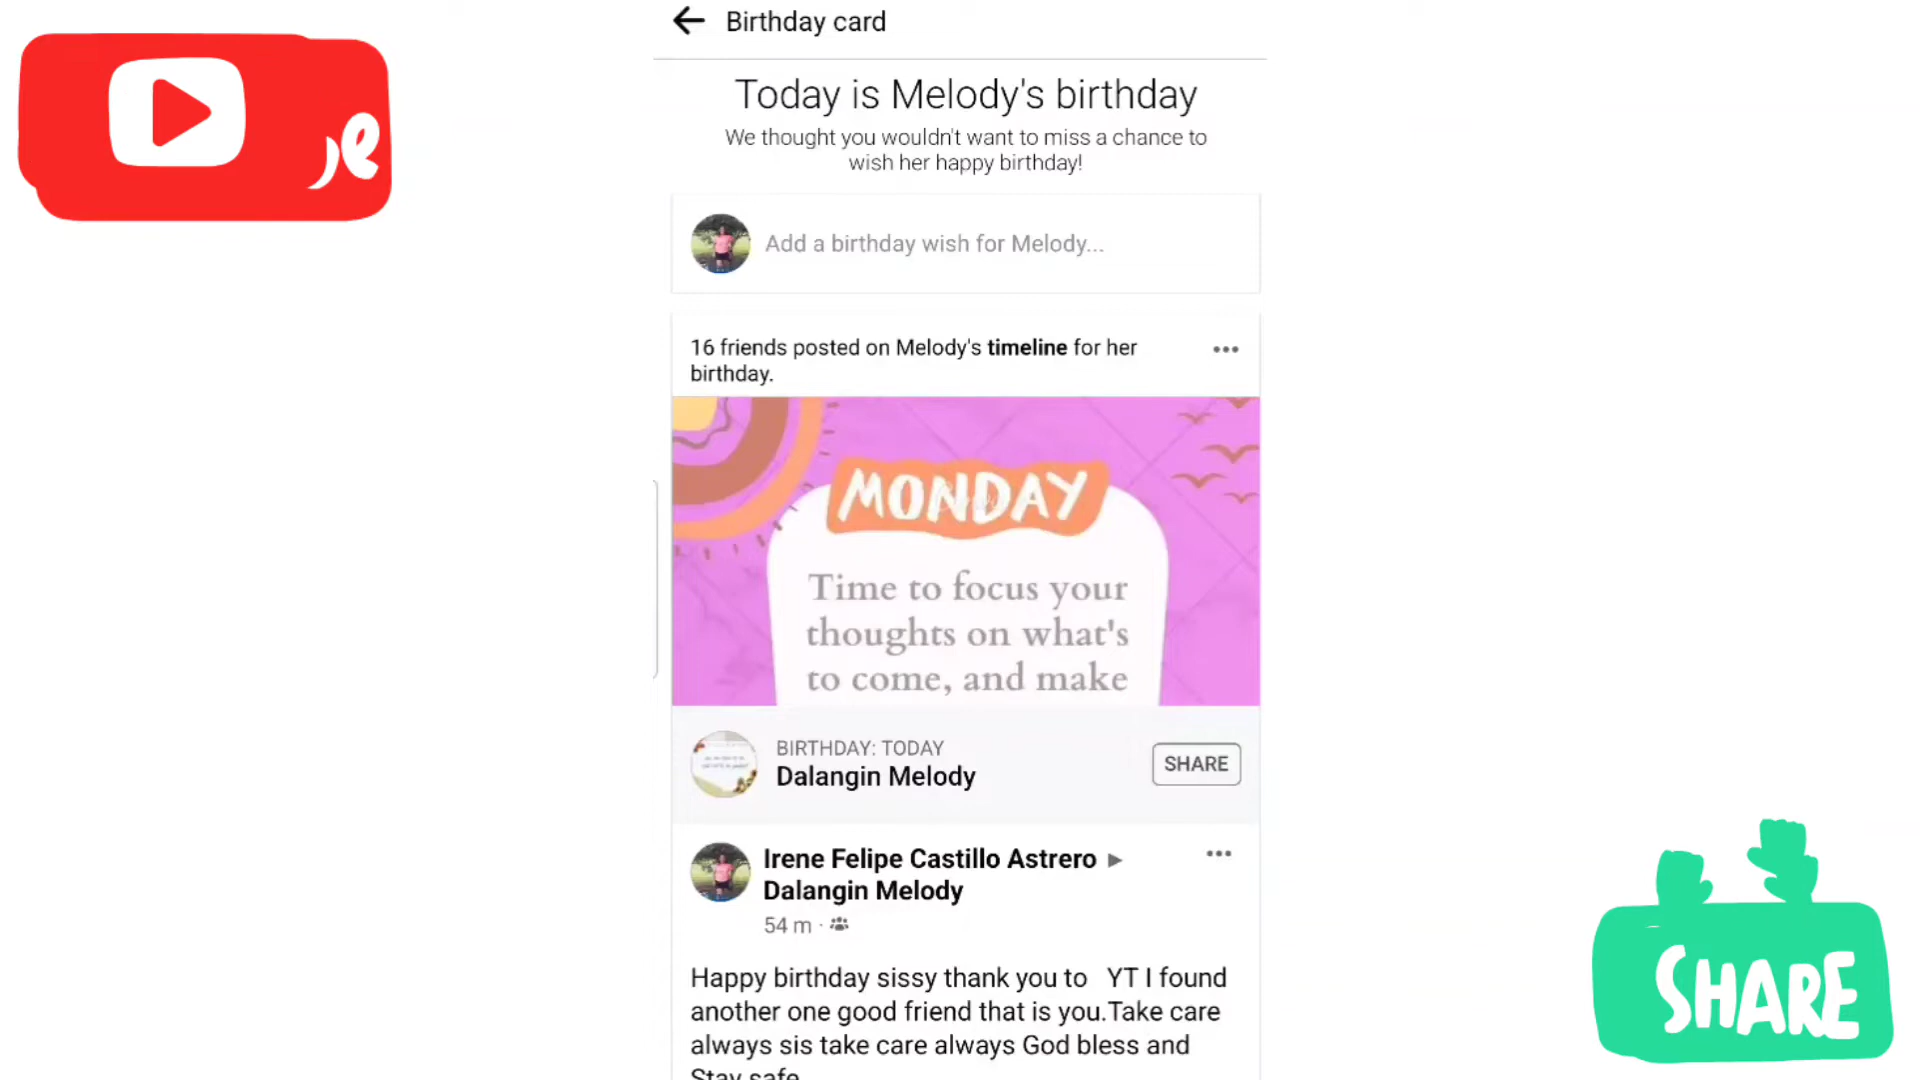 Birthday card
Today is Melody's birthday
We thought you wouldn't want to miss a chance to
wish her happy birthday!
Add a birthday wish for Melody...
16 friends posted on Melody's timeline for her
birthday.
MONDAY
Time to focus your
thoughts on what's
to come, and make
BIRTHDAY: TODAY
Dalangin Melody
SHARE
Irene Felipe Castillo Astrero ▸
Dalangin Melody
54 m ·
Happy birthday sissy thank you to YT I found
another one good friend that is you.Take care
always sis take care always God bless and
Stay safe
SHARE